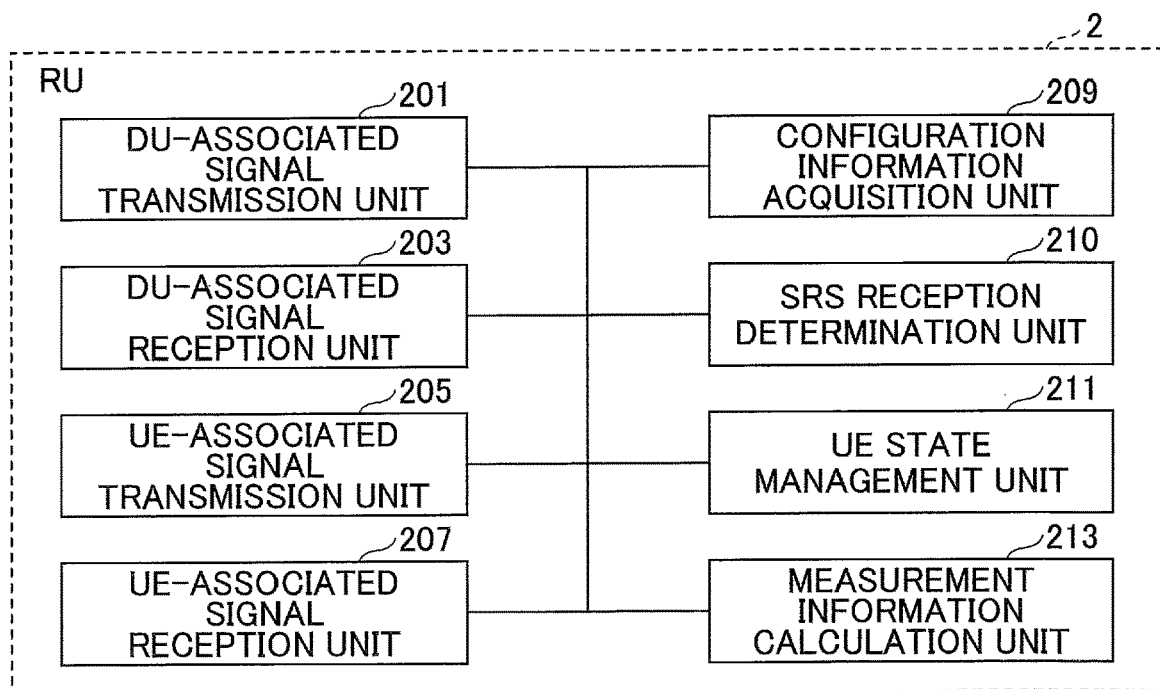 2
RU
201
DU-ASSOCIATED
SIGNAL
TRANSMISSION UNIT
203
DU-ASSOCIATED
SIGNAL
RECEPTION UNIT
205
UE-ASSOCIATED
SIGNAL
TRANSMISSION UNIT
207
UE-ASSOCIATED
SIGNAL
RECEPTION UNIT
209
CONFIGURATION
INFORMATION
ACQUISITION UNIT
210
SRS RECEPTION
DETERMINATION UNIT
211
UE STATE
MANAGEMENT UNIT
213
MEASUREMENT
INFORMATION
CALCULATION UNIT